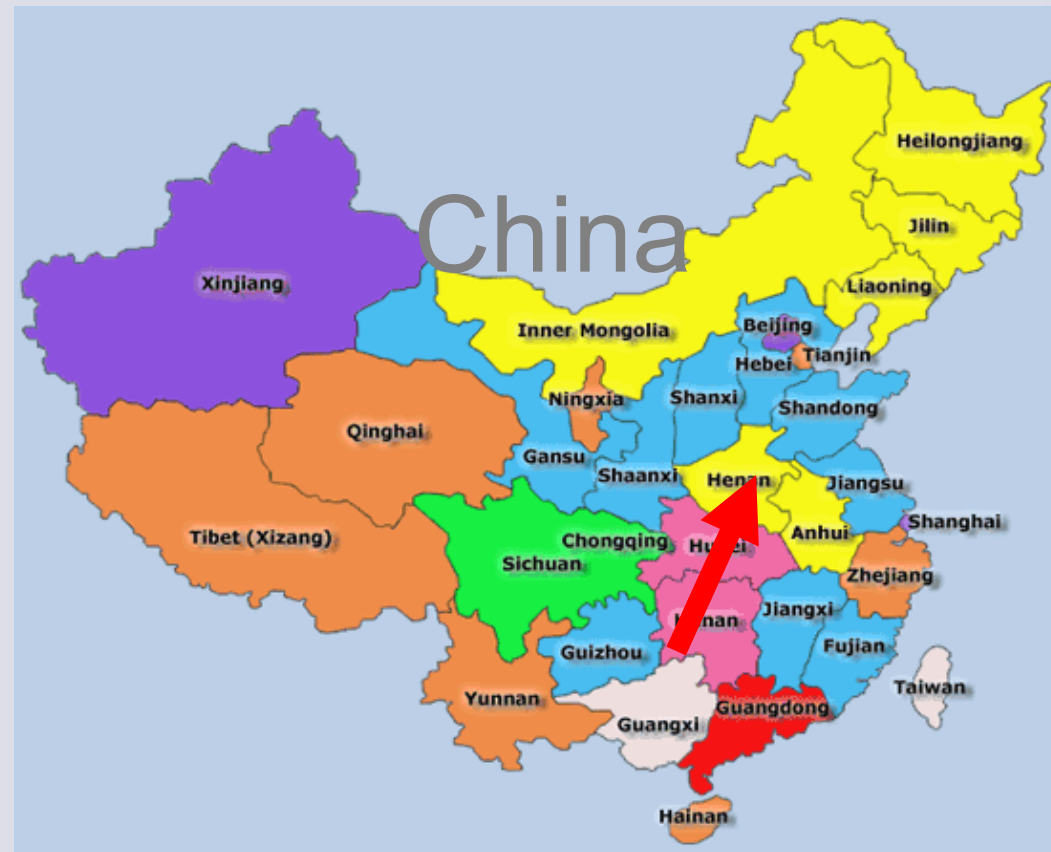 Heilongjiang
China
Jilin
Xinjiang
Liaoning
Inner Mongolia
Beijing
Hebei
Tianjin
Ningxia
Shanxi
Shandong
Qinghai
Gansu
Shaanxi
Henan
Jiangsu
Shanghai
Tibet (Xizang)
Chongqing
Anhui
Sichuan
Zhejiang
Jiangxi
Guizhou
Fujian
Yunnan
Taiwan
Guangxi
Guangdong
Hainan